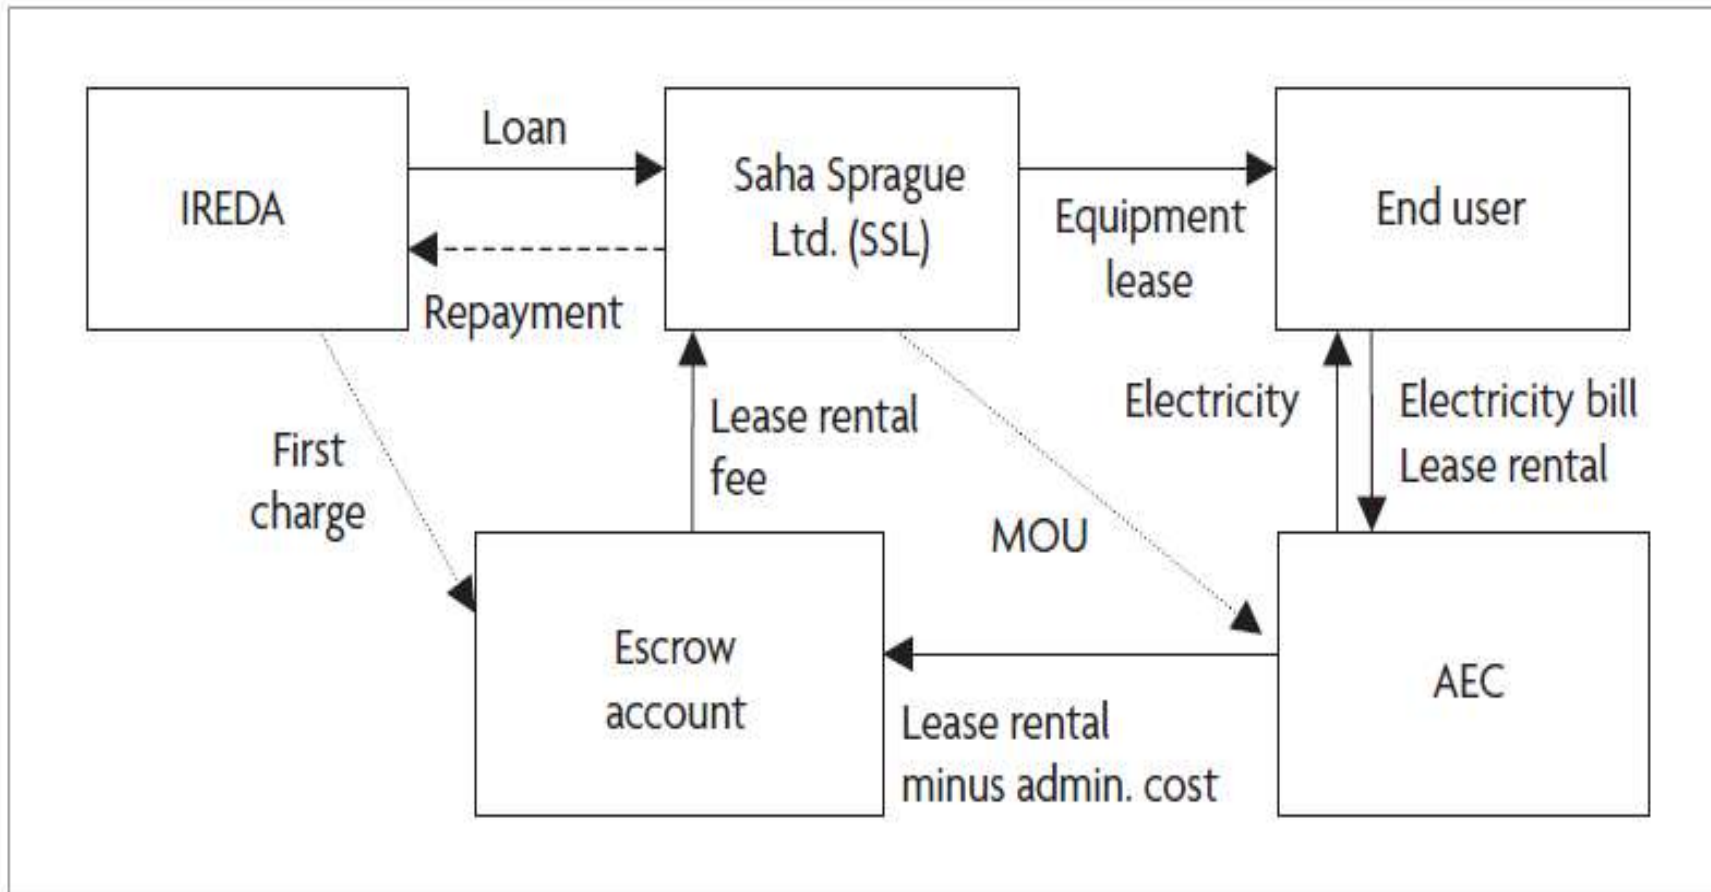 Loan
IREDA
Saha Sprague
Ltd. (SSL)
End user
Equipment
lease
Repayment
Electricity
Electricity bill
Lease rental
Lease rental
fee
First
charge
MOU
Escrow
account
AEC
Lease rental
minus admin. cost